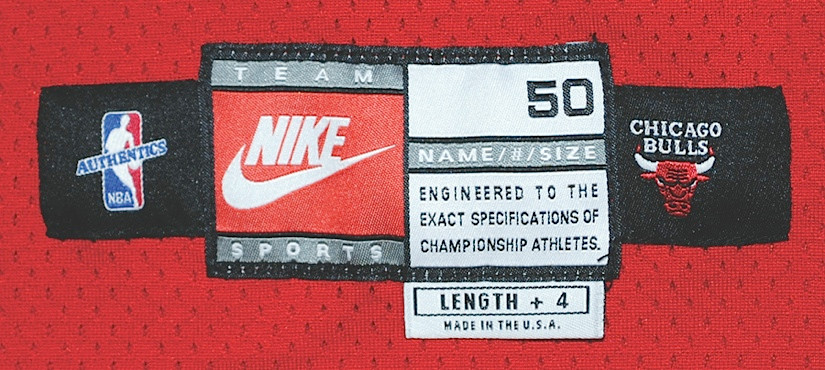 AUTHENTICS
NBA
TEAM
NIKE
SPORTS
50
NAME/#/SIZE
ENGINEERED TO THE
EXACT SPECIFICATIONS OF
CHAMPIONSHIP ATHLETES.
LENGTH + 4
MADE IN THE U.S.A.
CHICAGO
BULLS